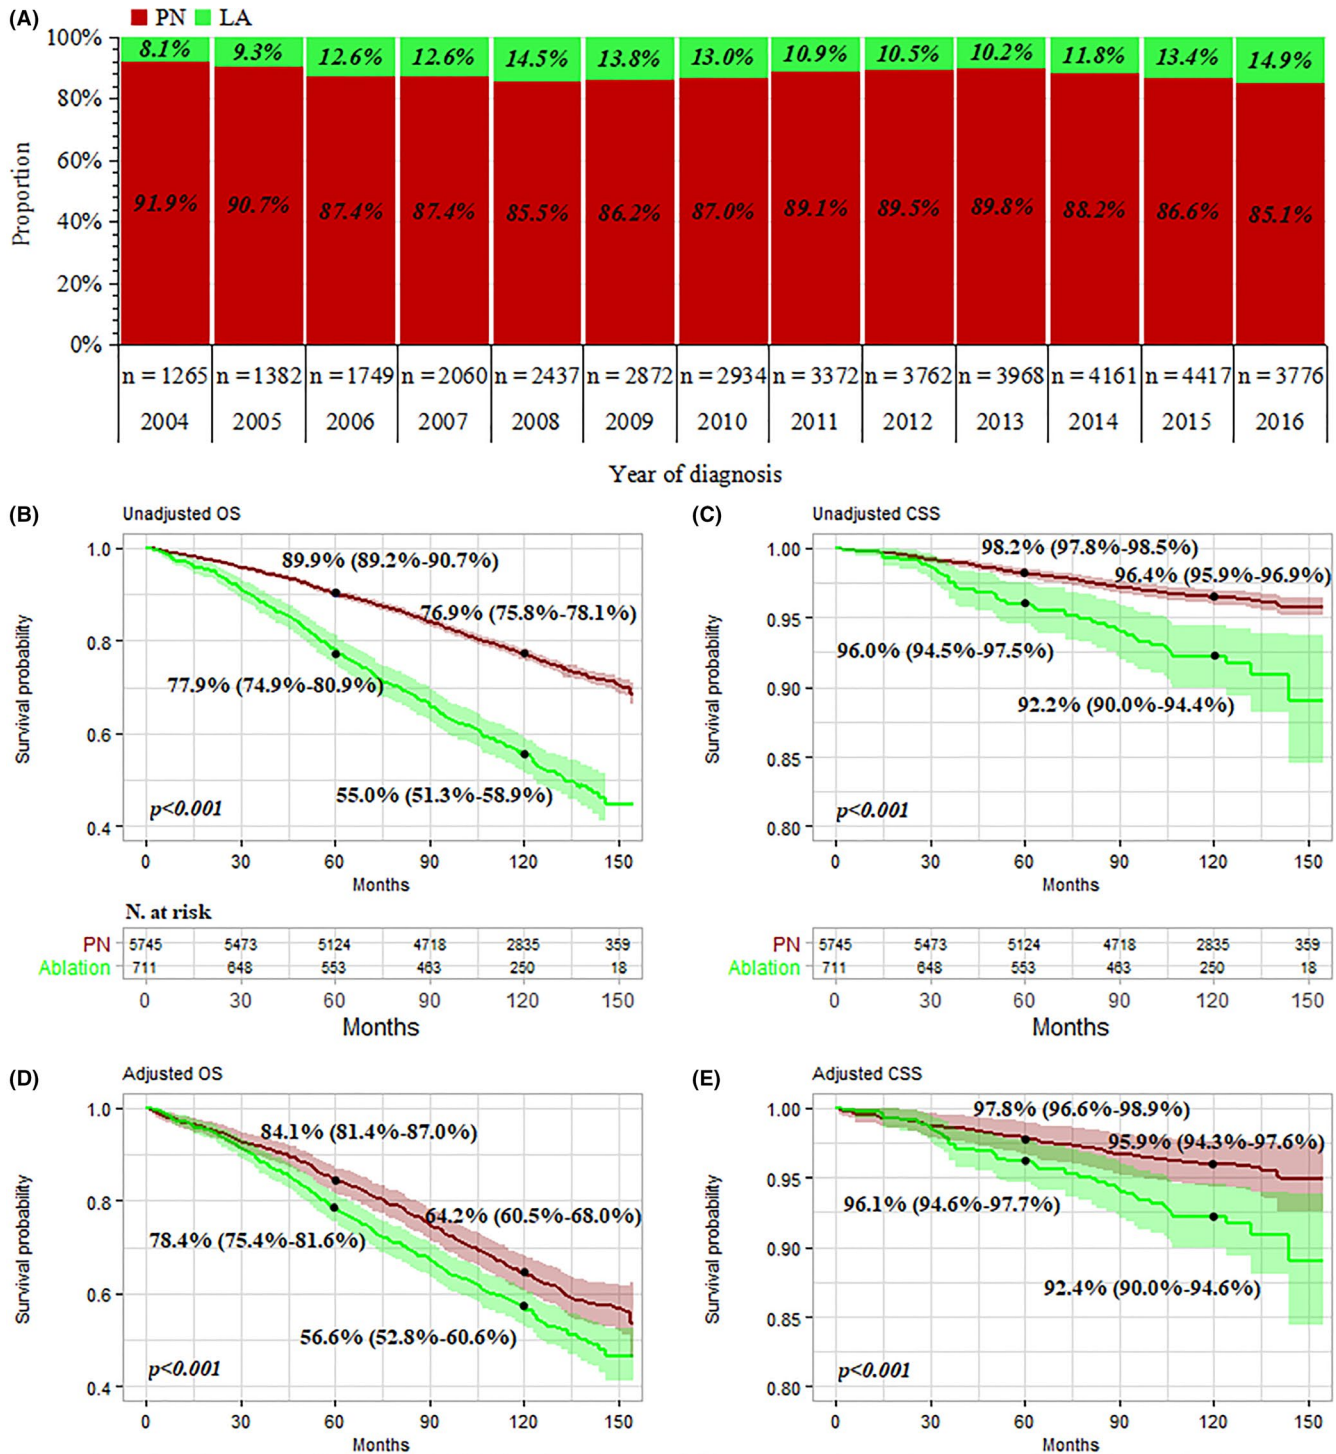 (A) PN LA
100%
8.1% 9.3% 12.6% 12.6% 14.5% 13.8% 13.0% 10.9% 10.5% 10.2% 11.8% 13.4% 14.9%
80%
60%
Proportion
91.9% 90.7% 87.4% 87.4% 85.5% 86.2% 87.0% 89.1% 89.5% 89.8% 88.2% 86.6% 85.1%
40%
20%
0%
n = 1265 n = 1382 n = 1749 n = 2060 n = 2437 n = 2872 n = 2934 n = 3372 n = 3762 n = 3968 n = 4161 n = 4417 n = 3776
2004 2005 2006 2007 2008 2009 2010 2011 2012 2013 2014 2015 2016
Year of diagnosis
(B) Unadjusted OS
1.0
89.9% (89.2%-90.7%)
76.9% (75.8%-78.1%)
0.8
Survival probability
77.9% (74.9%-80.9%)
0.6
55.0% (51.3%-58.9%)
p<0.001
0.4
0 30 60 90 120 150
Months
N. at risk
PN 5745 5473 5124 4718 2835 359
Ablation 711 648 553 463 250 18
0 30 60 90 120 150
Months
(C) Unadjusted CSS
1.00
98.2% (97.8%-98.5%)
96.4% (95.9%-96.9%)
0.95
Survival probability
96.0% (94.5%-97.5%)
0.90
92.2% (90.0%-94.4%)
0.85
p<0.001
0.80
0 30 60 90 120 150
Months
PN 5745 5473 5124 4718 2835 359
Ablation 711 648 553 463 250 18
0 30 60 90 120 150
Months
(D) Adjusted OS
1.0
84.1% (81.4%-87.0%)
0.8
64.2% (60.5%-68.0%)
Survival probability
78.4% (75.4%-81.6%)
0.6
56.6% (52.8%-60.6%)
p<0.001
0.4
0 30 60 90 120 150
Months
(E) Adjusted CSS
1.00
97.8% (96.6%-98.9%)
95.9% (94.3%-97.6%)
0.95
Survival probability
96.1% (94.6%-97.7%)
0.90
92.4% (90.0%-94.6%)
0.85
p<0.001
0.80
0 30 60 90 120 150
Months